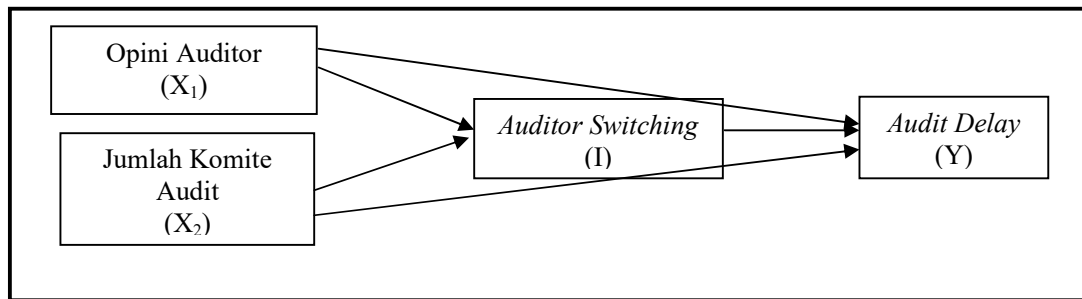 Opini Auditor
(X₁)
Jumlah Komite
Audit
(X₂)
Auditor Switching
(I)
Audit Delay
(Y)